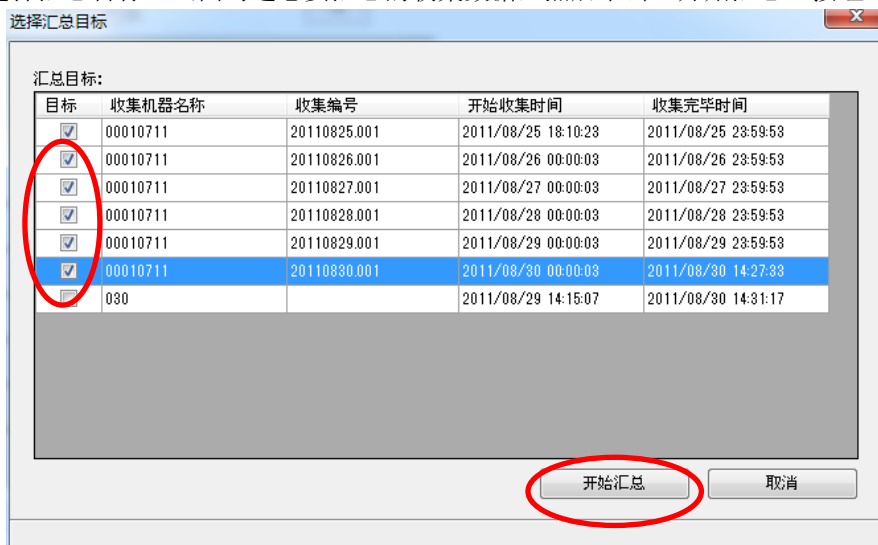 选择汇总目标
汇总目标:
目标 收集机器名称 收集编号 开始收集时间 收集完毕时间
00010711 20110825.001 2011/08/25 18:10:23 2011/08/25 23:59:53
00010711 20110826.001 2011/08/26 00:00:03 2011/08/26 23:59:53
00010711 20110827.001 2011/08/27 00:00:03 2011/08/27 23:59:53
00010711 20110828.001 2011/08/28 00:00:03 2011/08/28 23:59:53
00010711 20110829.001 2011/08/29 00:00:03 2011/08/29 23:59:53
00010711 20110830.001 2011/08/30 00:00:03 2011/08/30 14:27:33
030 2011/08/29 14:15:07 2011/08/30 14:31:17
开始汇总 取消